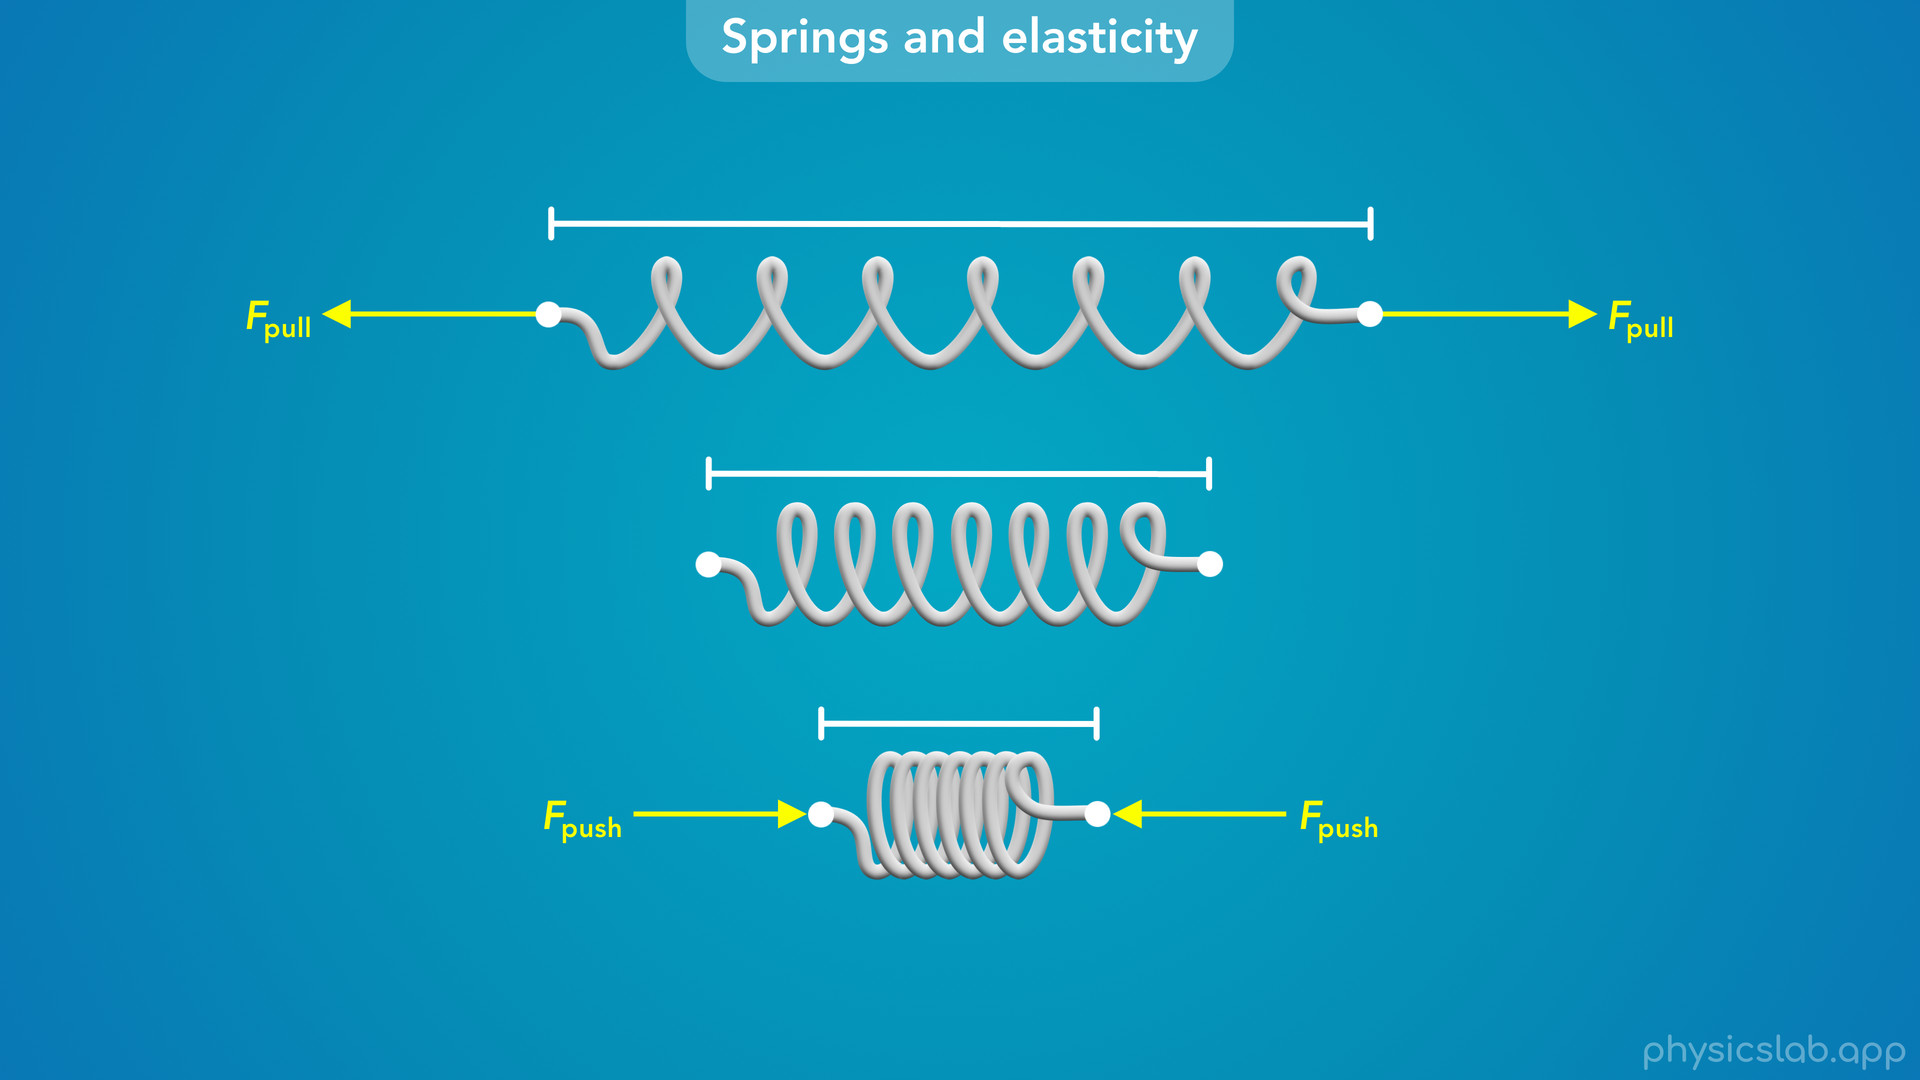 Springs and elasticity
Fpull Fpull
Fpush Fpush
physicslab.app